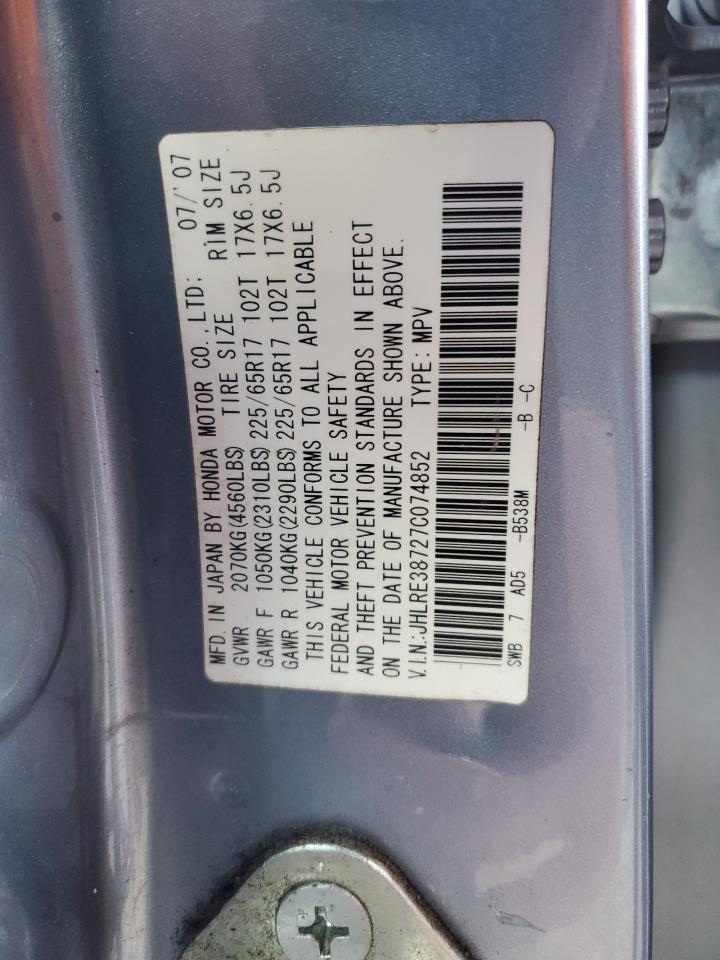 MFD. IN JAPAN BY HONDA MOTOR CO., LTD; 07/'07
GVWR 2070KG(4560LBS) TIRE SIZE RIM SIZE
GAWR F 1050KG(2310LBS) 225/65R17 102T 17X6.5J
GAWR R 1040KG(2290LBS) 225/65R17 102T 17X6.5J
THIS VEHICLE CONFORMS TO ALL APPLICABLE
FEDERAL MOTOR VEHICLE SAFETY
AND THEFT PREVENTION STANDARDS IN EFFECT
ON THE DATE OF MANUFACTURE SHOWN ABOVE.
V.I.N.:JHLRE38727C074852 TYPE: MPV
SWB 7 AD5 -B538M -B -C